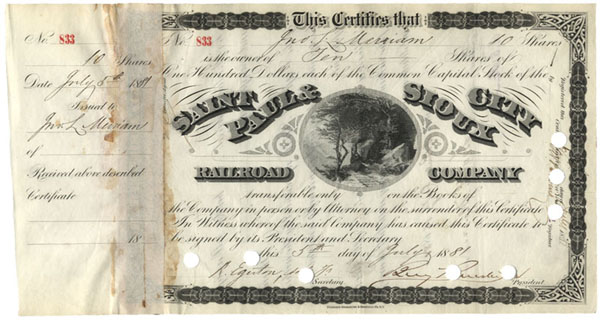 No. 833
10 Shares
Date July 5th 1881
Issued to
Jno L Merriam
of
Received above described
Certificate
18
This Certifies that
No. 833 Jno L Merriam 10 Shares
is the owner of Ten Shares of
One Hundred Dollars each of the Common Capital Stock of the
SAINT PAUL & SIOUX CITY
RAILROAD COMPANY
transferable only on the Books of
the Company in person or by Attorney on the surrender of this Certificate
In Witness whereof the said Company has caused this Certificate to
be signed by its President and Secretary
this 5th day of July 1881
Secretary
President